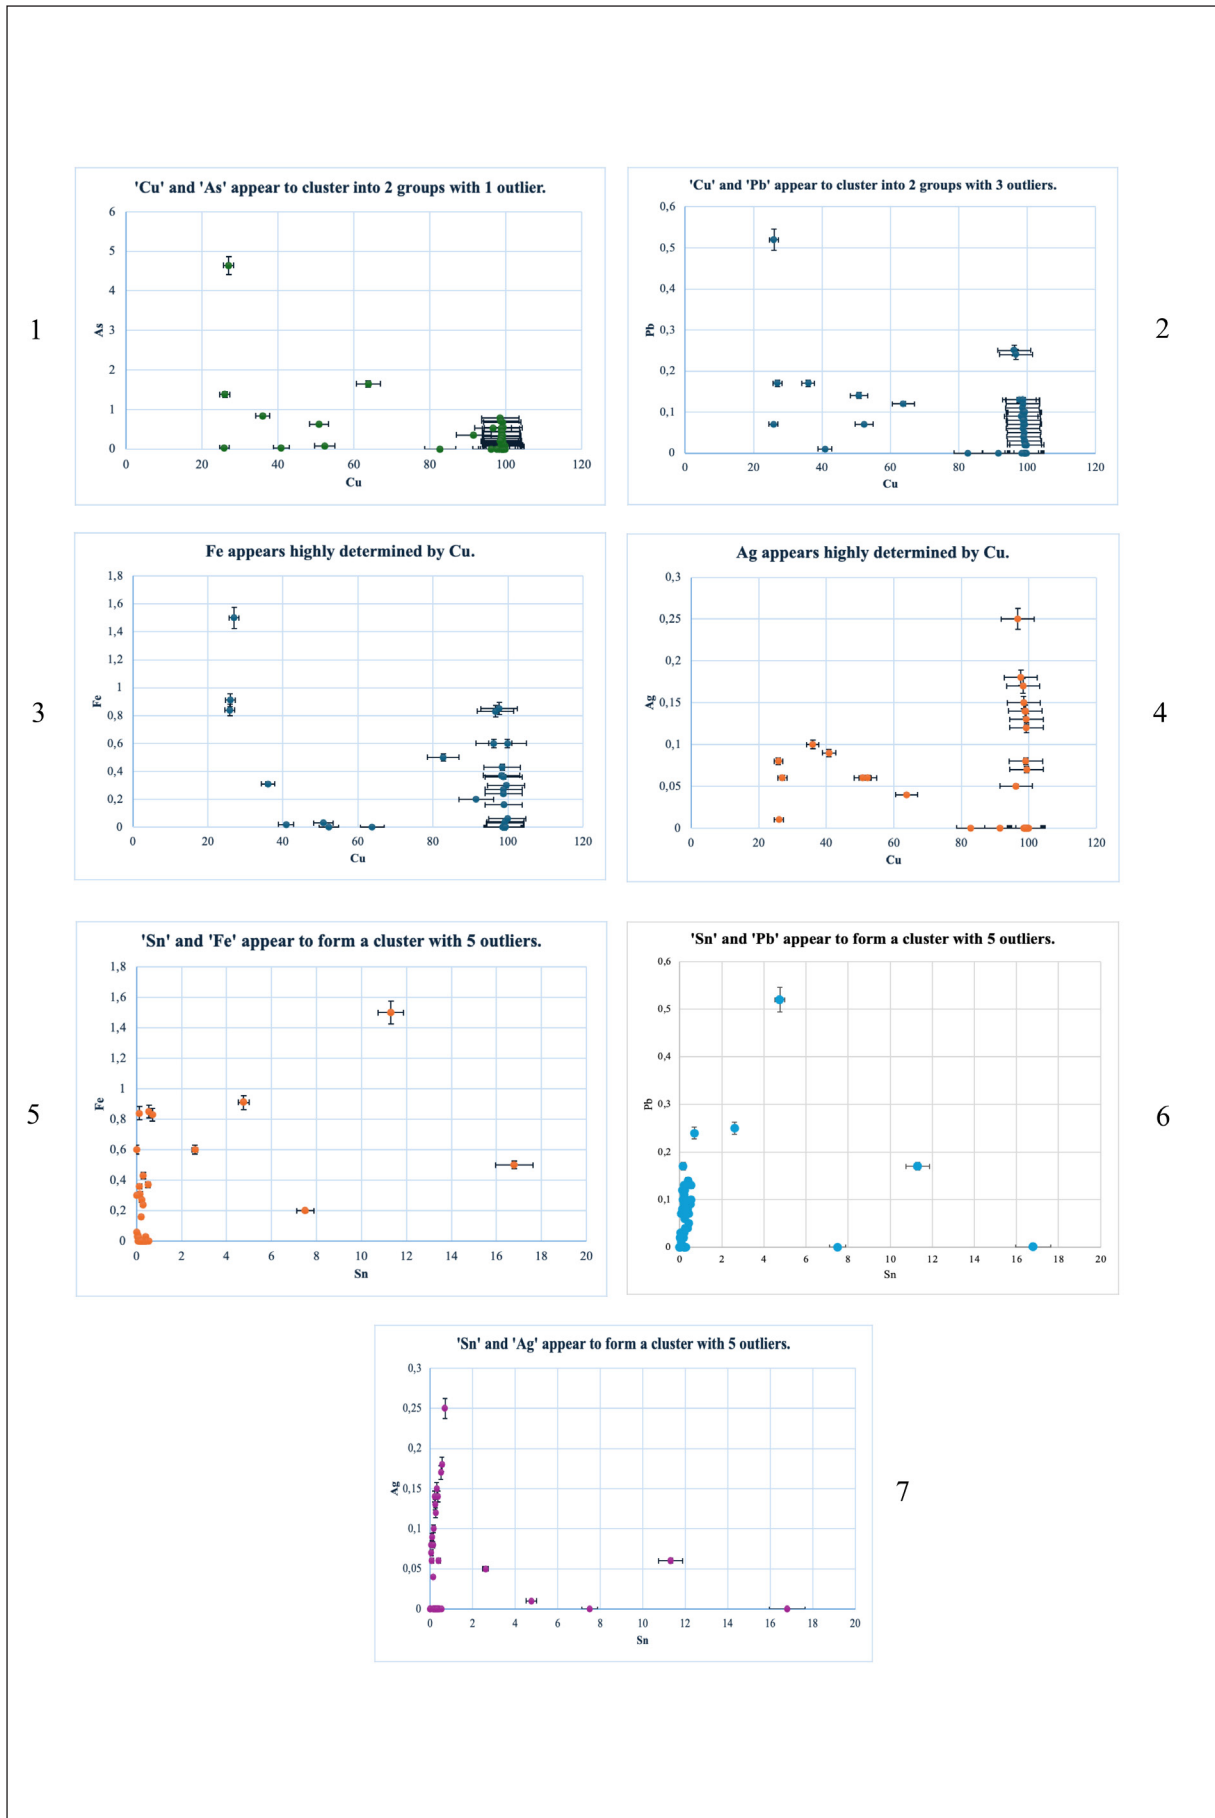 'Cu' and 'As' appear to cluster into 2 groups with 1 outlier.
6
5
4
3
2
1
0
As
0 20 40 60 80 100 120
Cu
1
'Cu' and 'Pb' appear to cluster into 2 groups with 3 outliers.
0,6
0,5
0,4
0,3
0,2
0,1
0
Pb
0 20 40 60 80 100 120
Cu
2
Fe appears highly determined by Cu.
1,8
1,6
1,4
1,2
1
0,8
0,6
0,4
0,2
0
Fe
0 20 40 60 80 100 120
Cu
3
Ag appears highly determined by Cu.
0,3
0,25
0,2
0,15
0,1
0,05
0
Ag
0 20 40 60 80 100 120
Cu
4
'Sn' and 'Fe' appear to form a cluster with 5 outliers.
1,8
1,6
1,4
1,2
1
0,8
0,6
0,4
0,2
0
Fe
0 2 4 6 8 10 12 14 16 18 20
Sn
5
'Sn' and 'Pb' appear to form a cluster with 5 outliers.
0,6
0,5
0,4
0,3
0,2
0,1
0
Pb
0 2 4 6 8 10 12 14 16 18 20
Sn
6
'Sn' and 'Ag' appear to form a cluster with 5 outliers.
0,3
0,25
0,2
0,15
0,1
0,05
0
Ag
0 2 4 6 8 10 12 14 16 18 20
Sn
7